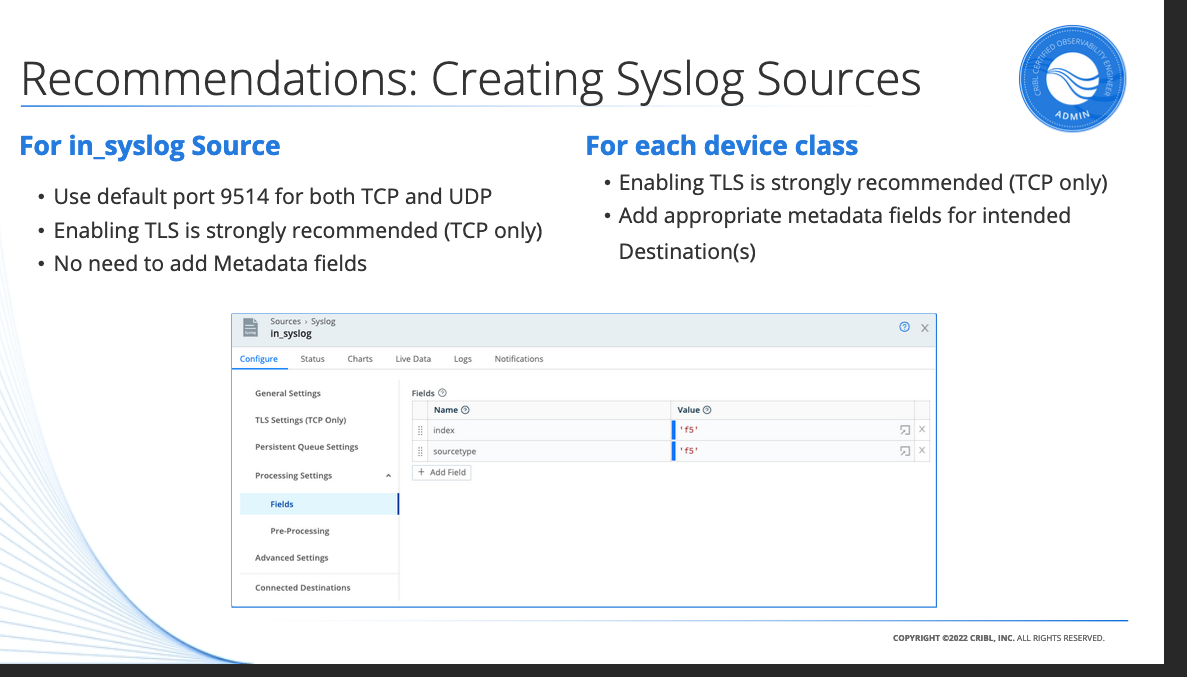 Recommendations: Creating Syslog Sources
CRIBL CERTIFIED OBSERVABILITY ENGINEER
ADMIN
For in_syslog Source
• Use default port 9514 for both TCP and UDP
• Enabling TLS is strongly recommended (TCP only)
• No need to add Metadata fields
For each device class
• Enabling TLS is strongly recommended (TCP only)
• Add appropriate metadata fields for intended
Destination(s)
Sources › Syslog
in_syslog
Configure Status Charts Live Data Logs Notifications
General Settings
TLS Settings (TCP Only)
Persistent Queue Settings
Processing Settings
Fields
Pre-Processing
Advanced Settings
Connected Destinations
Fields
Name Value
index 'f5'
sourcetype 'f5'
+ Add Field
COPYRIGHT ©2022 CRIBL, INC. ALL RIGHTS RESERVED.